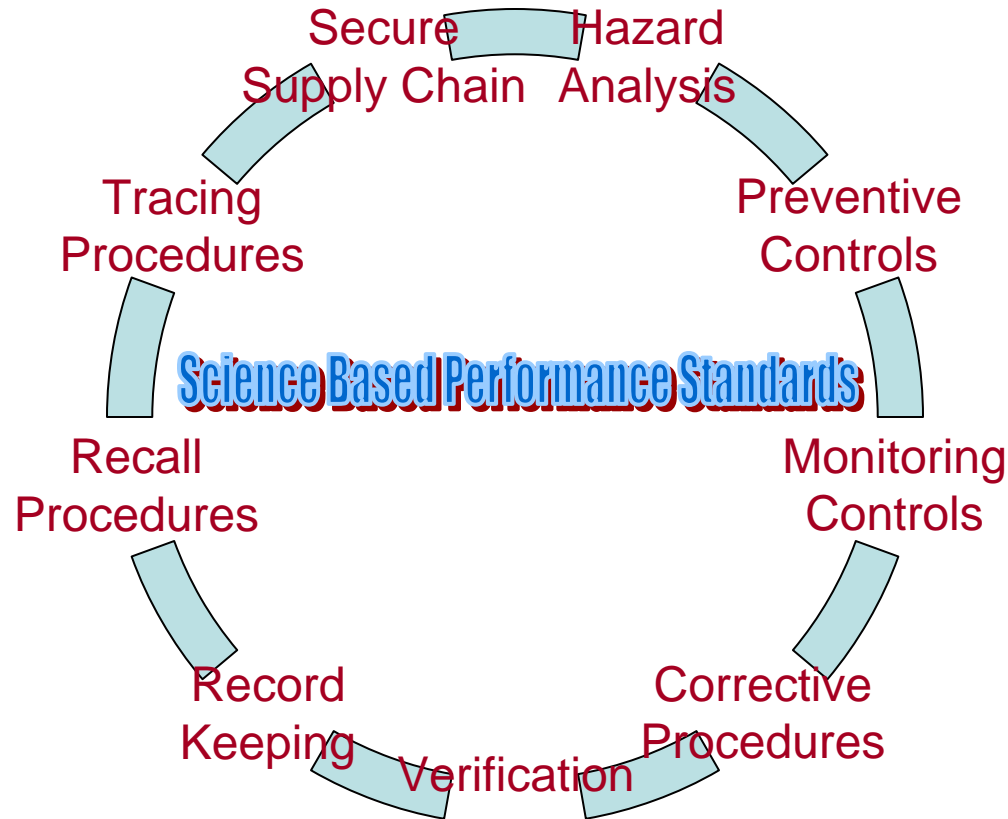 Secure
Supply Chain
Hazard
Analysis
Preventive
Controls
Monitoring
Controls
Corrective
Procedures
Verification
Record
Keeping
Recall
Procedures
Tracing
Procedures
Science Based Performance Standards